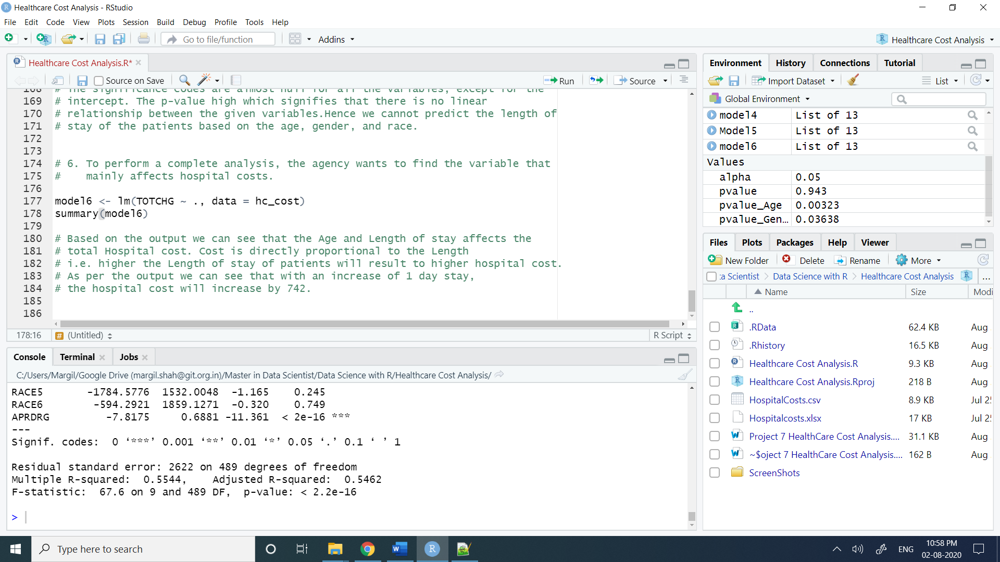 Healthcare Cost Analysis - RStudio
File Edit Code View Plots Session Build Debug Profile Tools Help
Go to file/function Addins Healthcare Cost Analysis
Healthcare Cost Analysis.R*
Source on Save Run Source
168 # The significance codes are almost null for all the variables, except for the
169 # intercept. The p-value high which signifies that there is no linear
170 # relationship between the given variables.Hence we cannot predict the length of
171 # stay of the patients based on the age, gender, and race.
172
173
174 # 6. To perform a complete analysis, the agency wants to find the variable that
175 #    mainly affects hospital costs.
176
177 model6 <- lm(TOTCHG ~ ., data = hc_cost)
178 summary(model6)
179
180 # Based on the output we can see that the Age and Length of stay affects the
181 # total Hospital cost. Cost is directly proportional to the Length
182 # i.e. higher the Length of stay of patients will result to higher hospital cost.
183 # As per the output we can see that with an increase of 1 day stay,
184 # the hospital cost will increase by 742.
185
186
178:16 # (Untitled) R Script
Console Terminal Jobs
C:/Users/Margil/Google Drive (margil.shah@git.org.in)/Master in Data Scientist/Data Science with R/Healthcare Cost Analysis/
RACE5 -1784.5776 1532.0048 -1.165 0.245
RACE6 -594.2921 1859.1271 -0.320 0.749
APRDRG -7.8175 0.6881 -11.361 < 2e-16 ***
---
Signif. codes:  0 ‘***’ 0.001 ‘**’ 0.01 ‘*’ 0.05 ‘.’ 0.1 ‘ ’ 1
Residual standard error: 2622 on 489 degrees of freedom
Multiple R-squared:  0.5544,    Adjusted R-squared:  0.5462
F-statistic:  67.6 on 9 and 489 DF,  p-value: < 2.2e-16
>
Environment History Connections Tutorial
Import Dataset List
Global Environment
model4 List of 13
Model5 List of 13
model6 List of 13
Values
alpha 0.05
pvalue 0.943
pvalue_Age 0.00323
pvalue_Gen… 0.03638
Files Plots Packages Help Viewer
New Folder Delete Rename More
:a Scientist Data Science with R Healthcare Cost Analysis R ...
Name Size Modi
..
.RData 62.4 KB Aug
.Rhistory 16.5 KB Aug
Healthcare Cost Analysis.R 9.3 KB Aug
Healthcare Cost Analysis.Rproj 218 B Aug
HospitalCosts.csv 8.9 KB Jul 25
Hospitalcosts.xlsx 17 KB Jul 25
Project 7 HealthCare Cost Analysis.... 31.1 KB Aug
~$oject 7 HealthCare Cost Analysis.... 162 B Aug
ScreenShots
Type here to search
ENG
10:58 PM
02-08-2020